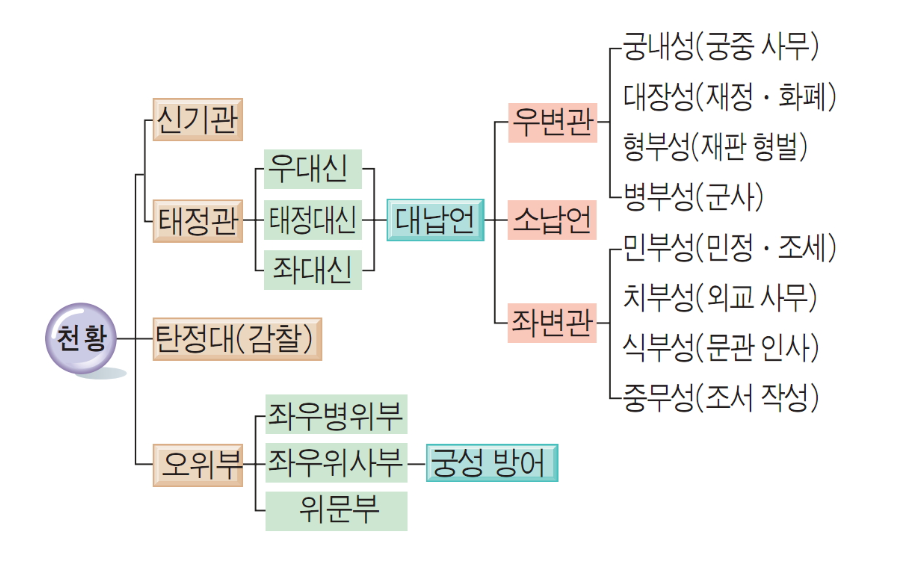 천황
신기관
태정관
우대신
태정대신
좌대신
대납언
우변관
소납언
좌변관
궁내성(궁중 사무)
대장성(재정·화폐)
형부성(재판 형벌)
병부성(군사)
민부성(민정·조세)
치부성(외교 사무)
식부성(문관 인사)
중무성(조서 작성)
탄정대(감찰)
오위부
좌우병위부
좌우위사부
위문부
궁성 방어